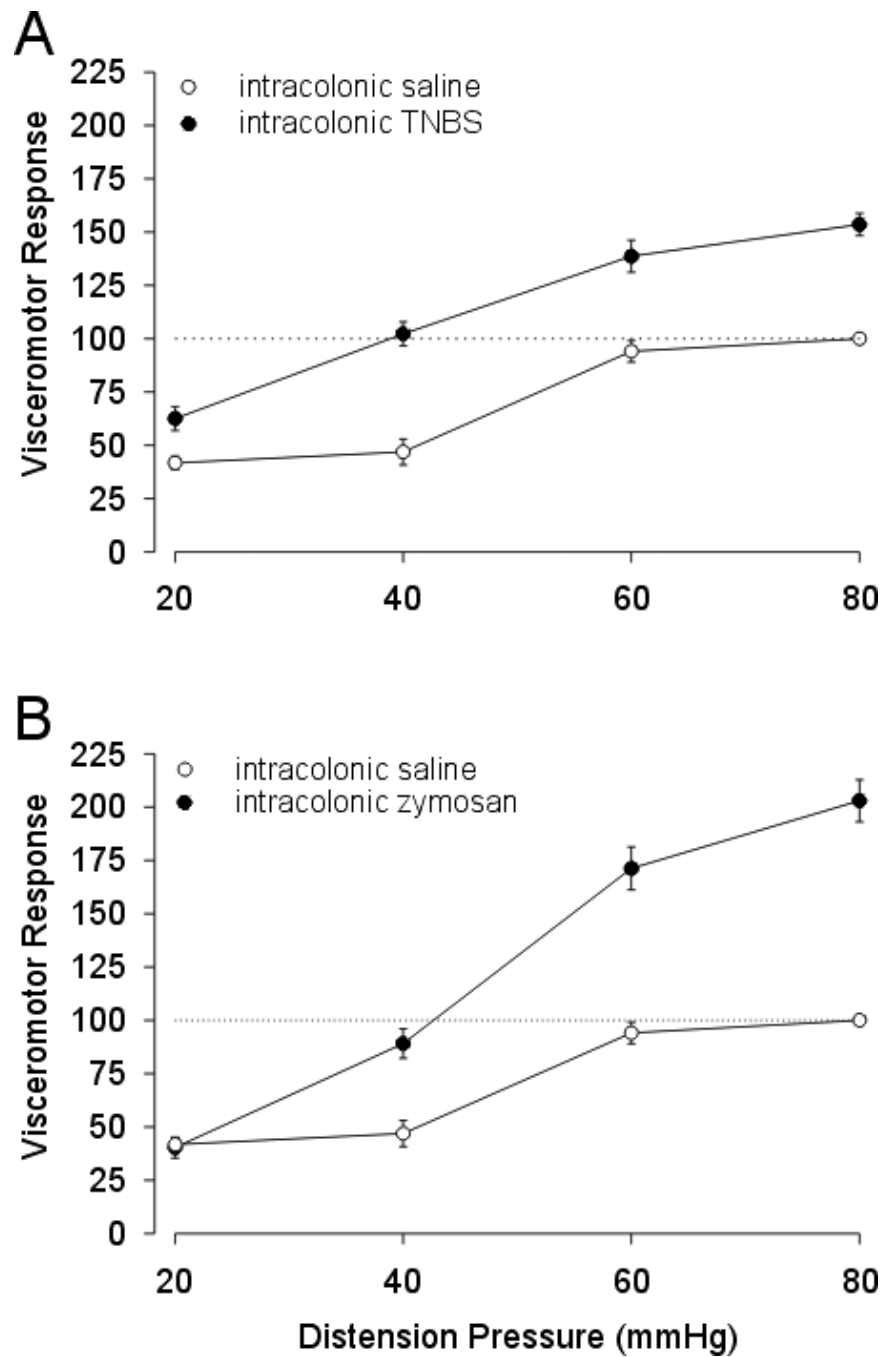 A
225
200
175
150
125
100
75
50
25
0
Visceromotor Response
intracolonic saline
intracolonic TNBS
20 40 60 80
B
225
200
175
150
125
100
75
50
25
0
Visceromotor Response
intracolonic saline
intracolonic zymosan
20 40 60 80
Distension Pressure (mmHg)